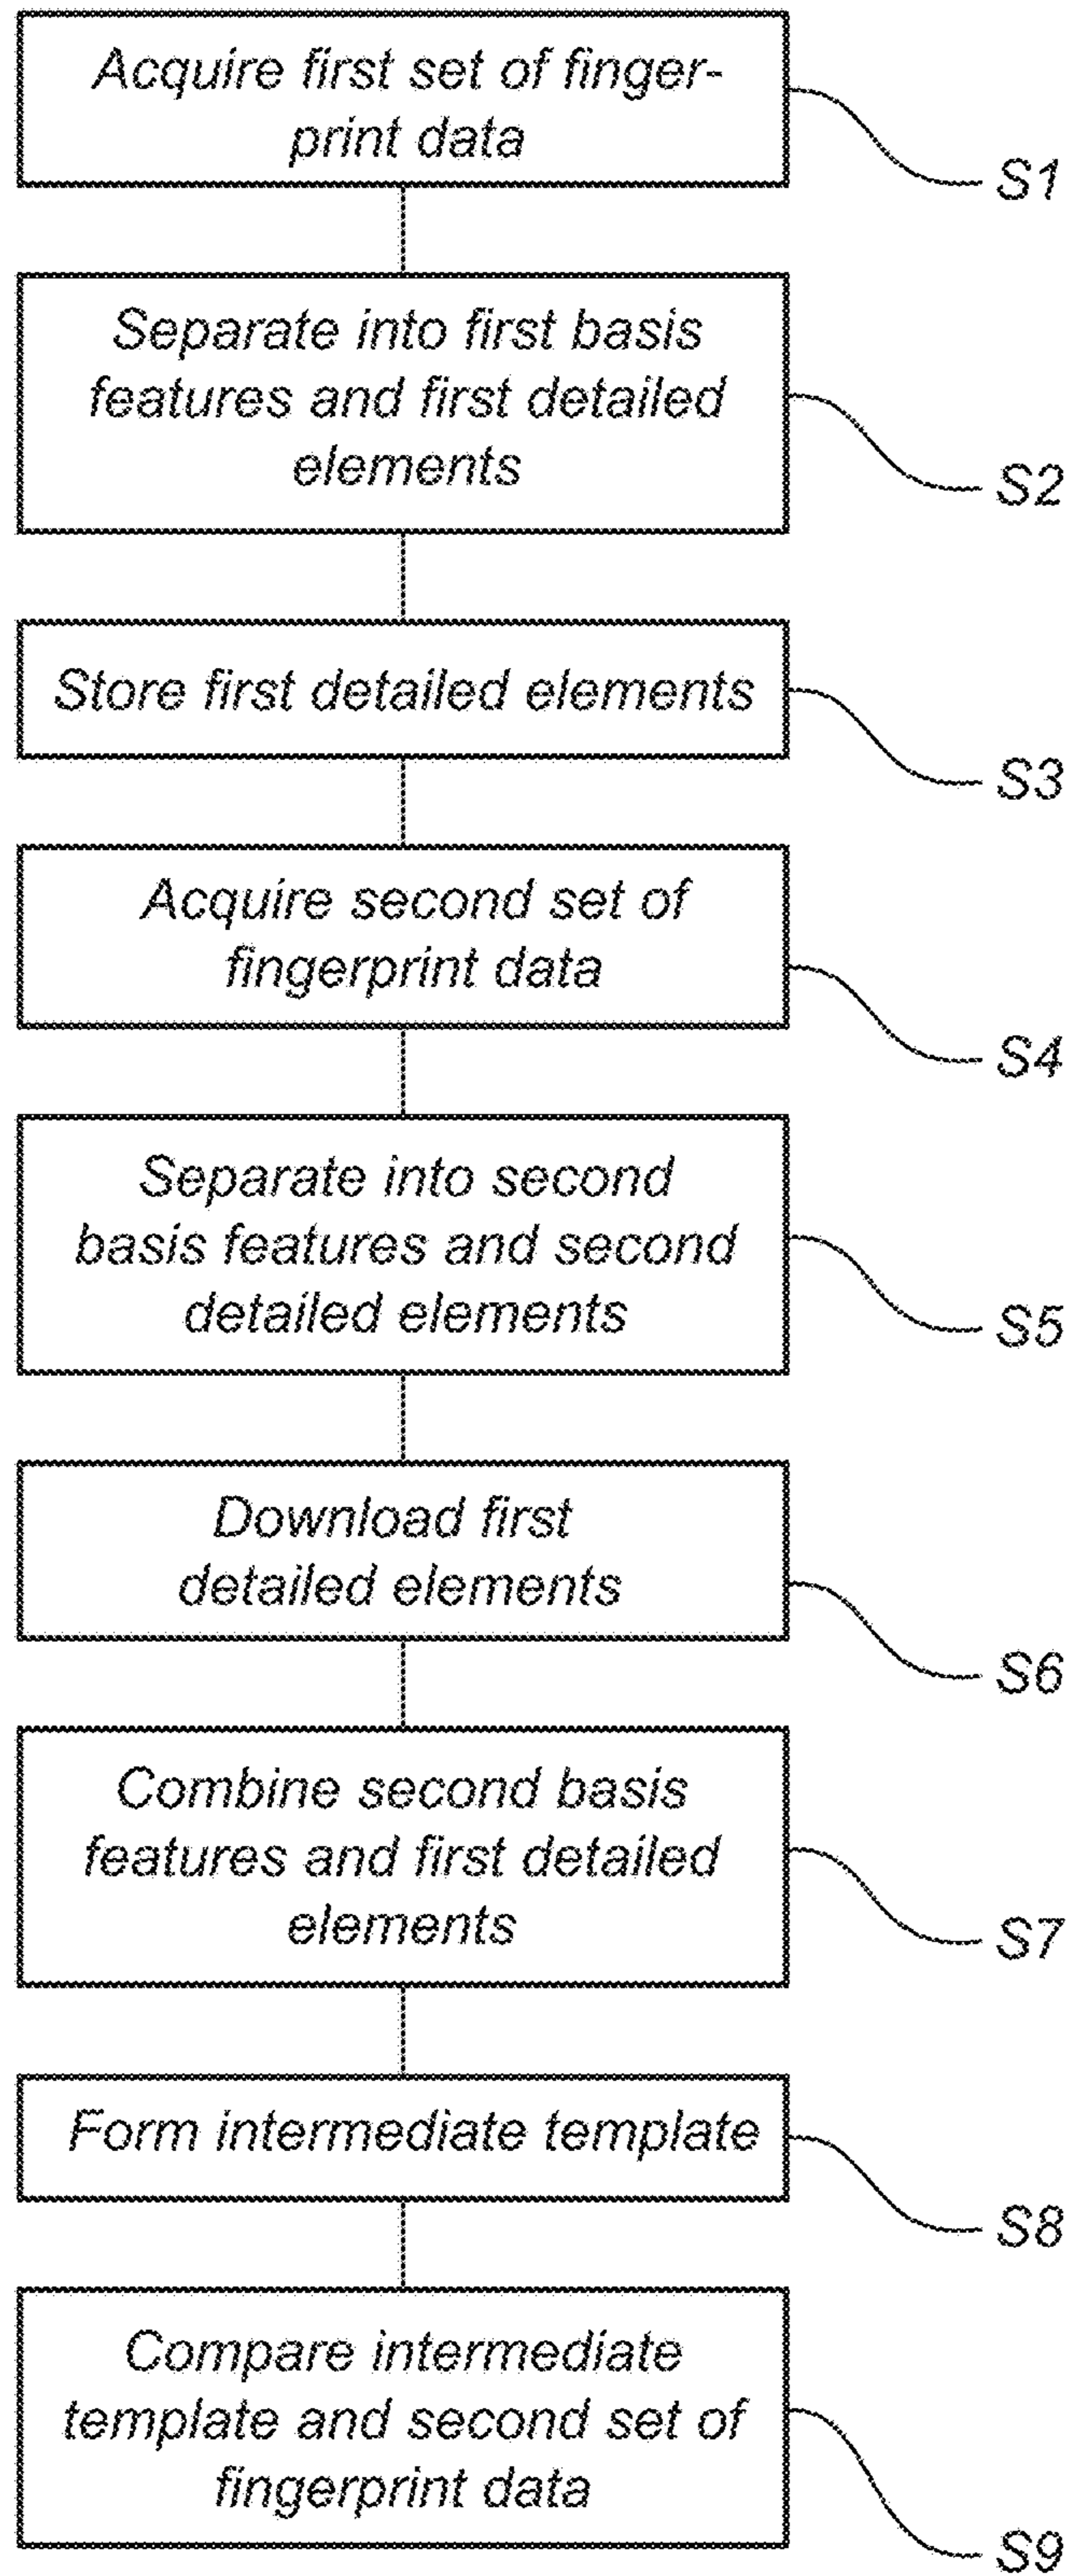 Acquire first set of finger-
print data
S1
Separate into first basis
features and first detailed
elements
S2
Store first detailed elements
S3
Acquire second set of
fingerprint data
S4
Separate into second
basis features and second
detailed elements
S5
Download first
detailed elements
S6
Combine second basis
features and first detailed
elements
S7
Form intermediate template
S8
Compare intermediate
template and second set of
fingerprint data
S9